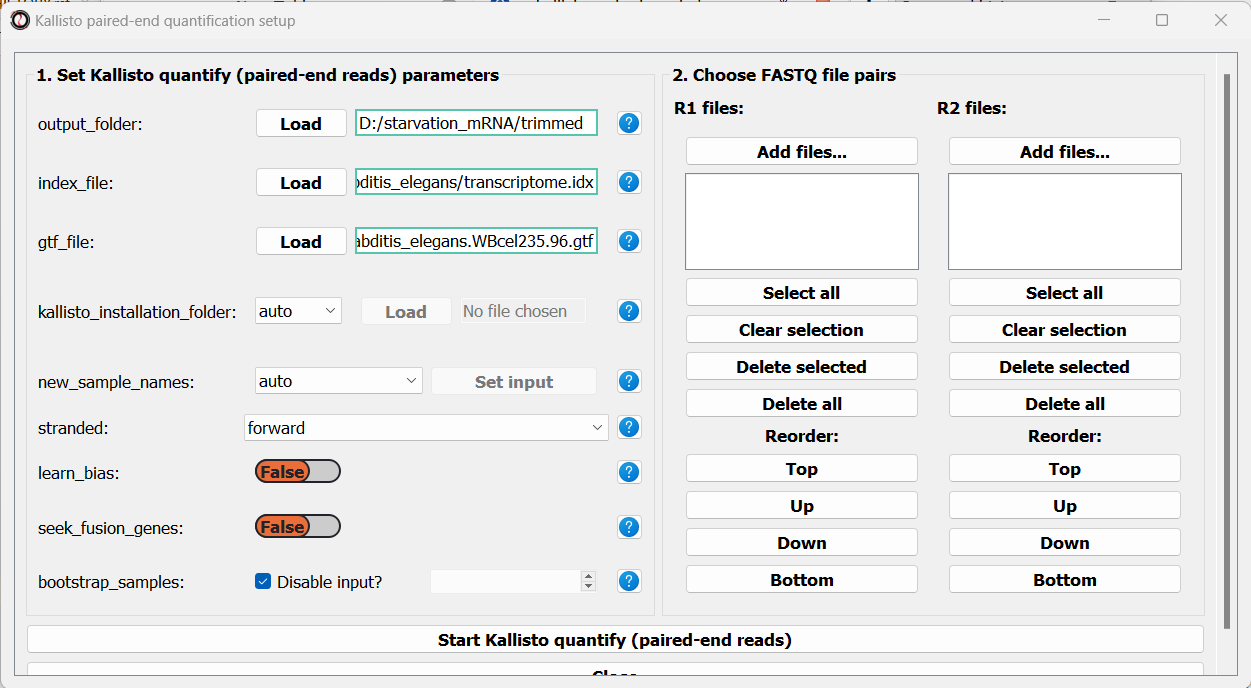 Kallisto paired-end quantification setup
1. Set Kallisto quantify (paired-end reads) parameters
output_folder: Load D:/starvation_mRNA/trimmed ?
index_file: Load bditis_elegans/transcriptome.idx ?
gtf_file: Load abditis_elegans.WBcel235.96.gtf ?
kallisto_installation_folder: auto Load No file chosen ?
new_sample_names: auto Set input ?
stranded: forward ?
learn_bias: False ?
seek_fusion_genes: False ?
bootstrap_samples: Disable input? ?
2. Choose FASTQ file pairs
R1 files: R2 files:
Add files... Add files...
Select all Select all
Clear selection Clear selection
Delete selected Delete selected
Delete all Delete all
Reorder: Reorder:
Top Top
Up Up
Down Down
Bottom Bottom
Start Kallisto quantify (paired-end reads)